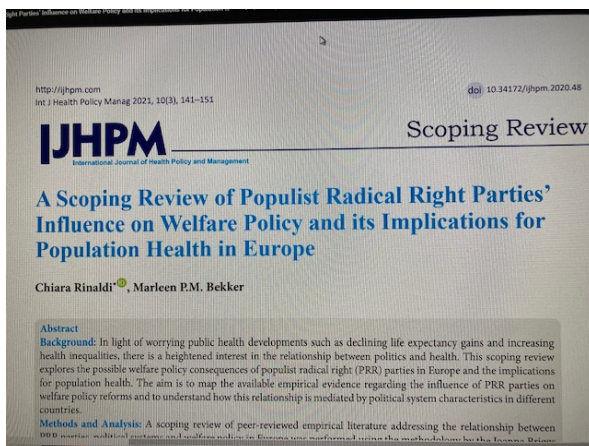 ight Parties' Influence on Welfare Policy and its Implications for
http://ijhpm.com
Int J Health Policy Manag 2021, 10(3), 141–151
doi 10.34172/ijhpm.2020.48
IJHPM
International Journal of Health Policy and Management
Scoping Review
A Scoping Review of Populist Radical Right Parties’
Influence on Welfare Policy and its Implications for
Population Health in Europe
Chiara Rinaldi*, Marleen P.M. Bekker
Abstract
Background: In light of worrying public health developments such as declining life expectancy gains and increasing
health inequalities, there is a heightened interest in the relationship between politics and health. This scoping review
explores the possible welfare policy consequences of populist radical right (PRR) parties in Europe and the implications
for population health. The aim is to map the available empirical evidence regarding the influence of PRR parties on
welfare policy reforms and to understand how this relationship is mediated by political system characteristics in different
countries.
Methods and Analysis: A scoping review of peer-reviewed empirical literature addressing the relationship between